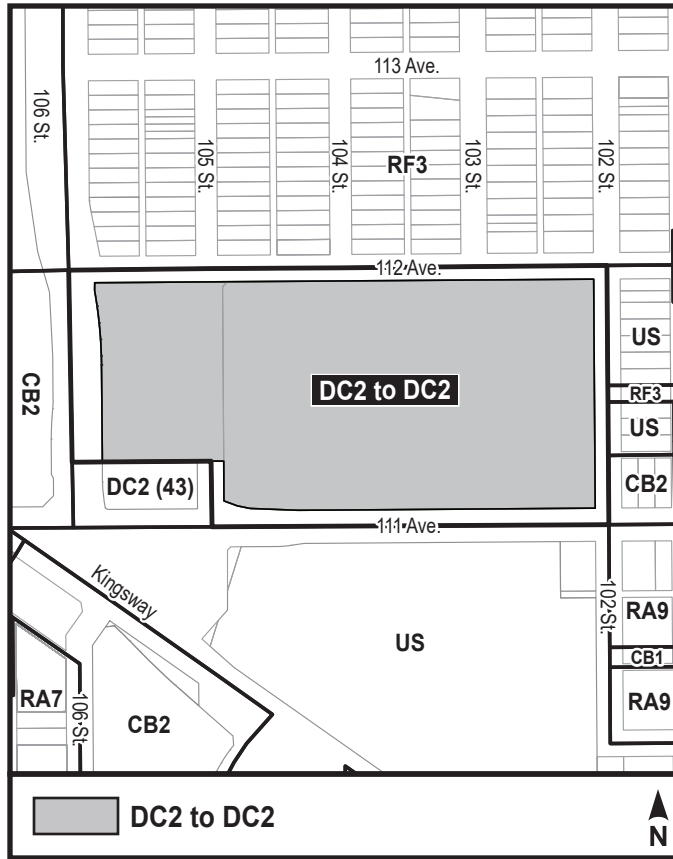 113 Ave.
106 St.
105 St.
104 St.
103 St.
102 St.
RF3
112 Ave.
US
DC2 to DC2
RF3
CB2
US
DC2 (43)
CB2
111 Ave.
Kingsway
102 St.
RA9
US
CB1
RA7
106 St.
CB2
RA9
DC2 to DC2
N